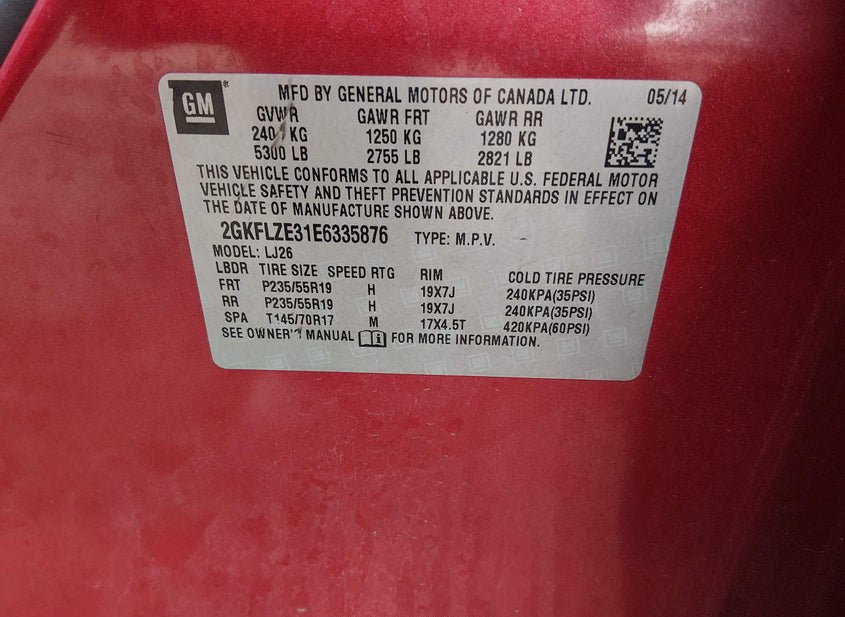 GM
MFD BY GENERAL MOTORS OF CANADA LTD. 05/14
GVWR GAWR FRT GAWR RR
KG 1250 KG 1280 KG
5300 LB 2755 LB 2821 LB
THIS VEHICLE CONFORMS TO ALL APPLICABLE U.S. FEDERAL MOTOR
VEHICLE SAFETY AND THEFT PREVENTION STANDARDS IN EFFECT ON
THE DATE OF MANUFACTURE SHOWN ABOVE.
2GKFLZE31E6335876 TYPE: M.P.V.
MODEL: LJ26
LBDR TIRE SIZE SPEED RTG RIM COLD TIRE PRESSURE
FRT P235/55R19 H 19X7J 240KPA(35PSI)
RR P235/55R19 H 19X7J 240KPA(35PSI)
SPA T145/70R17 M 17X4.5T 420KPA(60PSI)
SEE OWNER'S MANUAL FOR MORE INFORMATION.